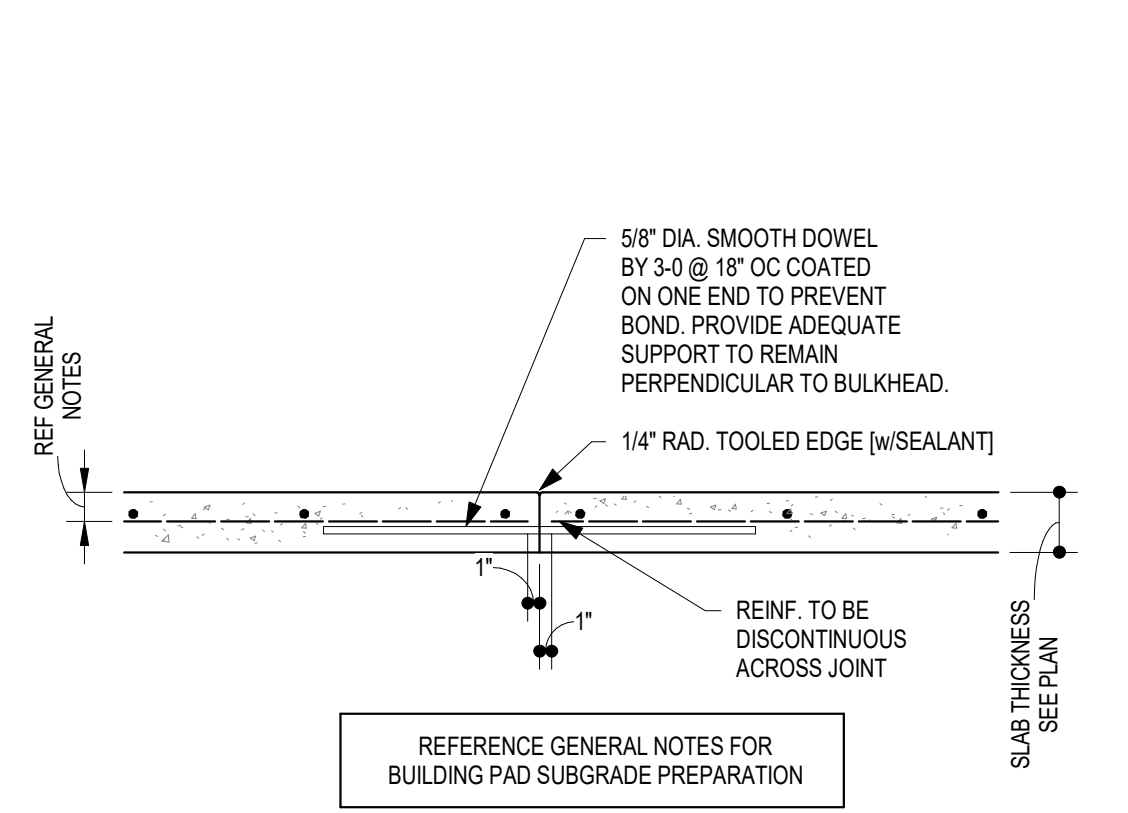 5/8" DIA. SMOOTH DOWEL
BY 3-0 @ 18" OC COATED
ON ONE END TO PREVENT
BOND. PROVIDE ADEQUATE
SUPPORT TO REMAIN
PERPENDICULAR TO BULKHEAD.
REF GENERAL
NOTES
1/4" RAD. TOOLED EDGE [w/SEALANT]
1"
1"
REINF. TO BE
DISCONTINUOUS
ACROSS JOINT
SLAB THICKNESS
SEE PLAN
REFERENCE GENERAL NOTES FOR
BUILDING PAD SUBGRADE PREPARATION